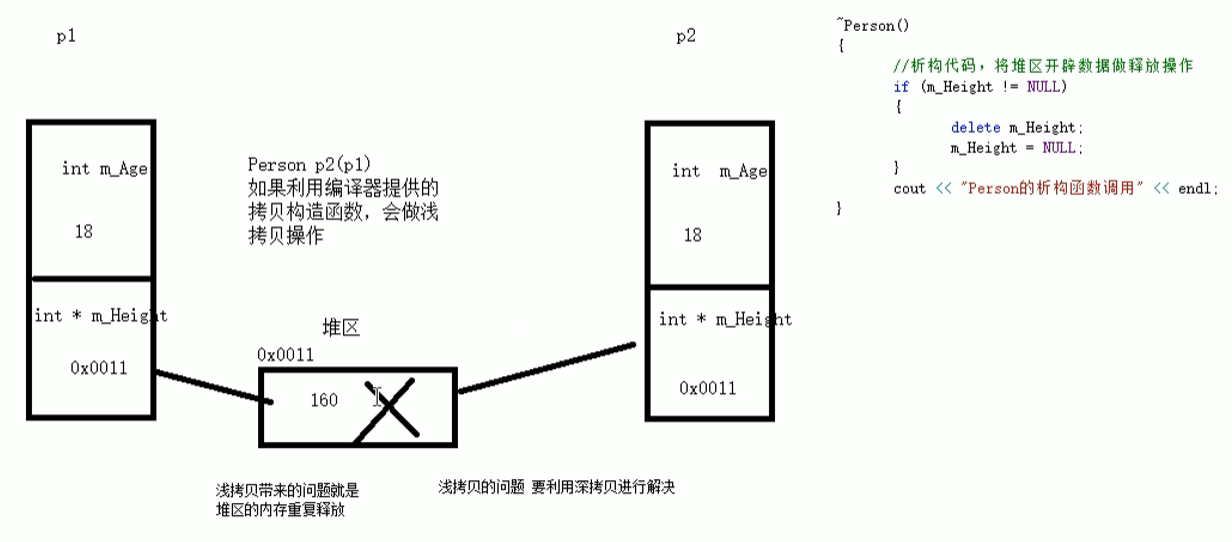 p1
int m_Age
18
int * m_Height
0x0011
Person p2(p1)
如果利用编译器提供的
拷贝构造函数，会做浅
拷贝操作
堆区
0x0011
160
浅拷贝带来的问题就是
堆区的内存重复释放
浅拷贝的问题 要利用深拷贝进行解决
p2
int m_Age
18
int * m_Height
0x0011
~Person()
{
//析构代码，将堆区开辟数据做释放操作
if (m_Height != NULL)
{
delete m_Height;
m_Height = NULL;
}
cout << "Person的析构函数调用" << endl;
}